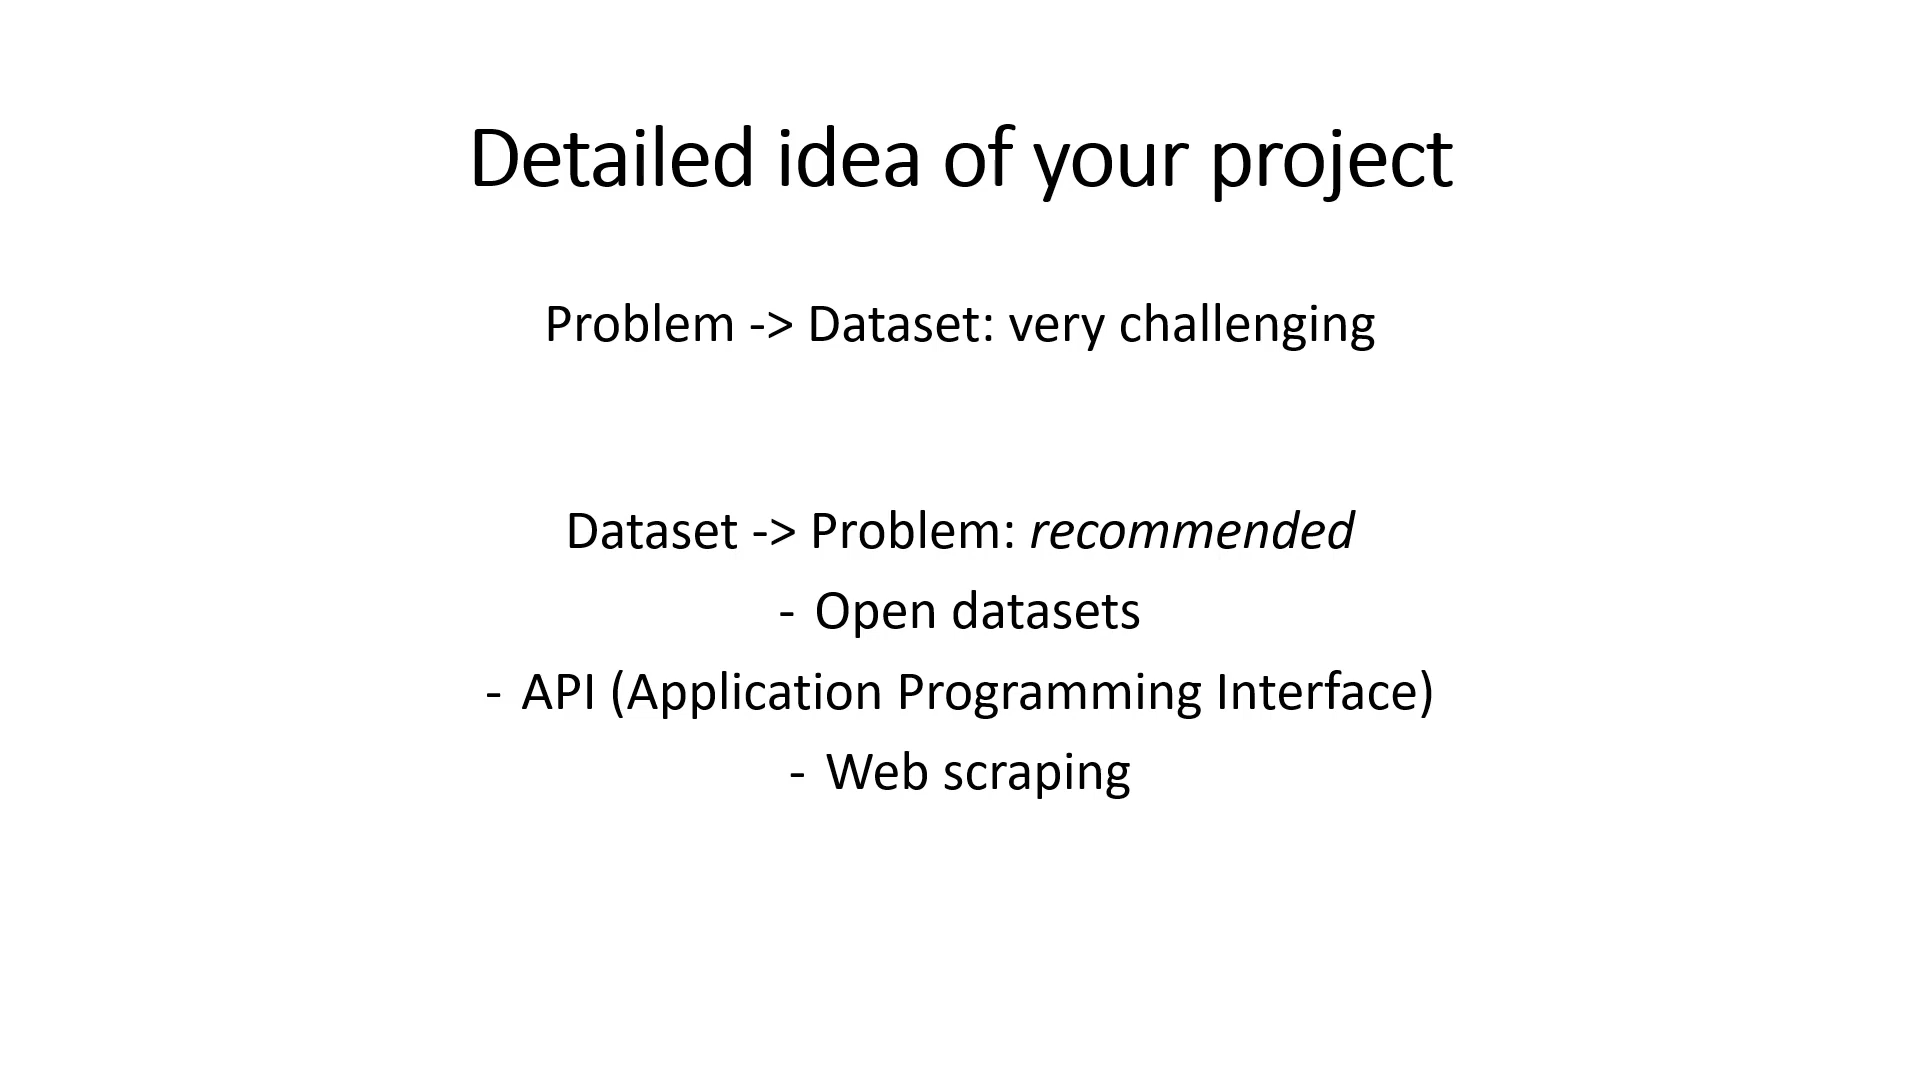 Detailed idea of your project
Problem -> Dataset: very challenging
Dataset -> Problem: recommended
- Open datasets
- API (Application Programming Interface)
- Web scraping